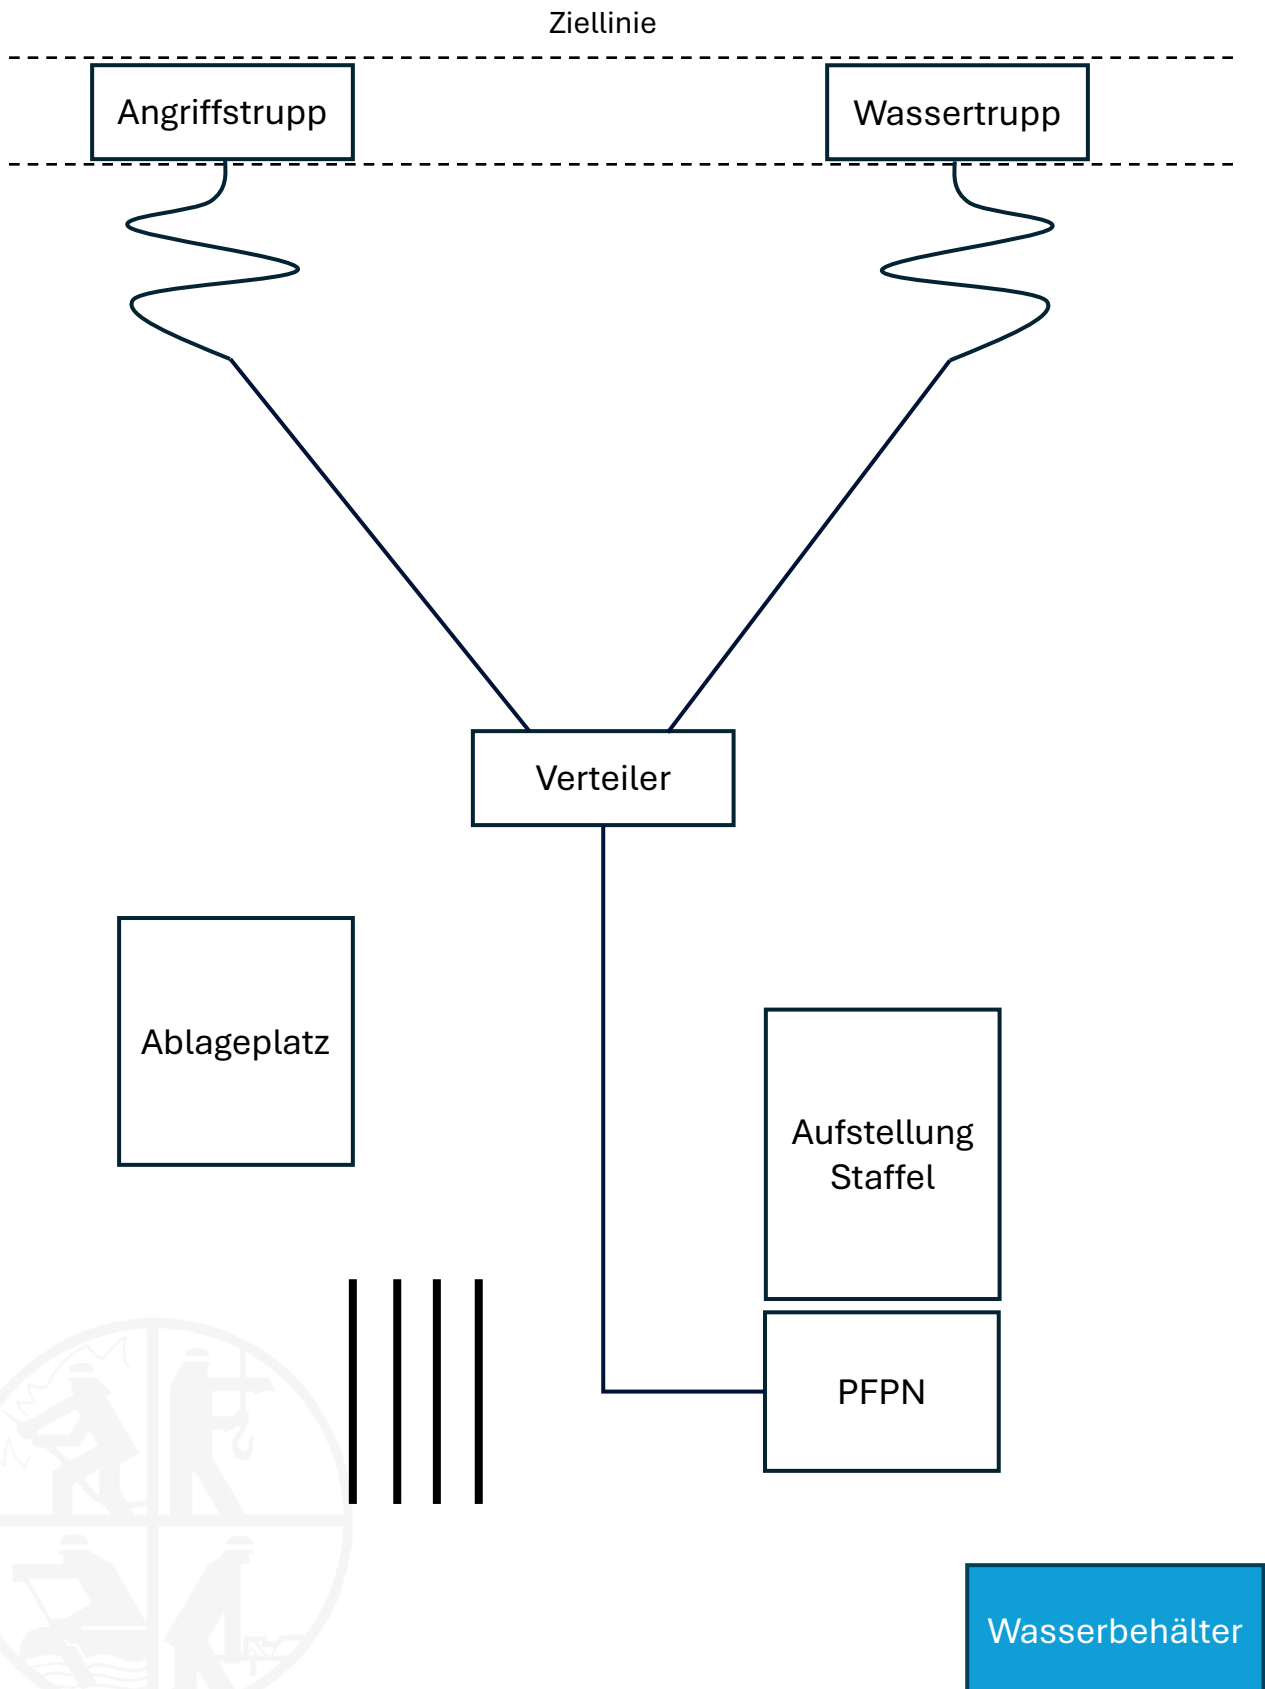 Ziellinie
Angriffstrupp
Wassertrupp
Verteiler
Ablageplatz
Aufstellung
Staffel
PFPN
Wasserbehälter